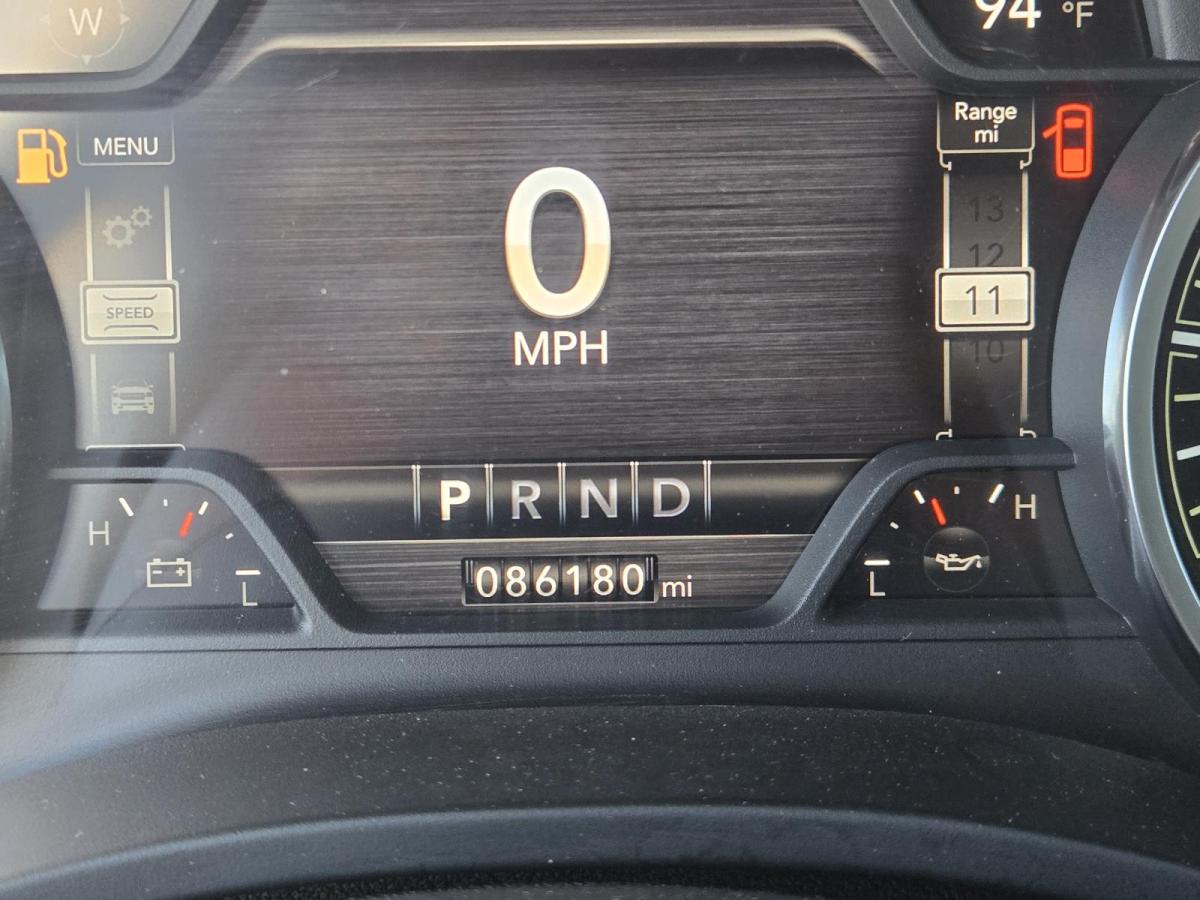 W
94 °F
MENU
Range
mi
13
12
SPEED
11
10
0
MPH
P R N D
H
L
H
L
086180 mi